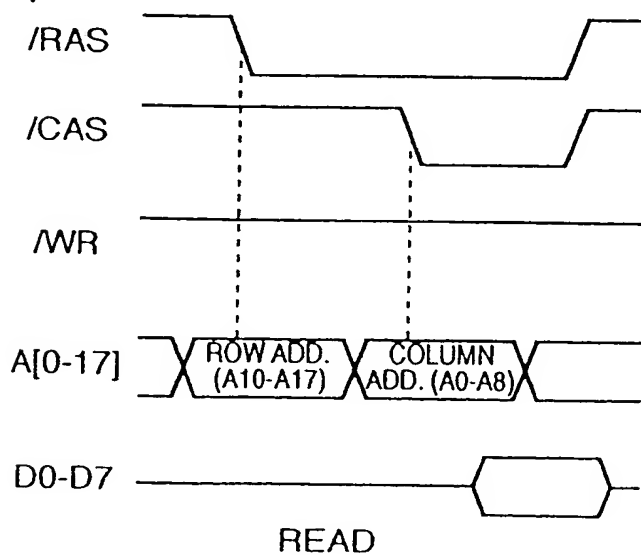 /RAS
/CAS
/WR
A[0-17]
ROW ADD.
(A10-A17)
COLUMN
ADD. (A0-A8)
D0-D7
READ